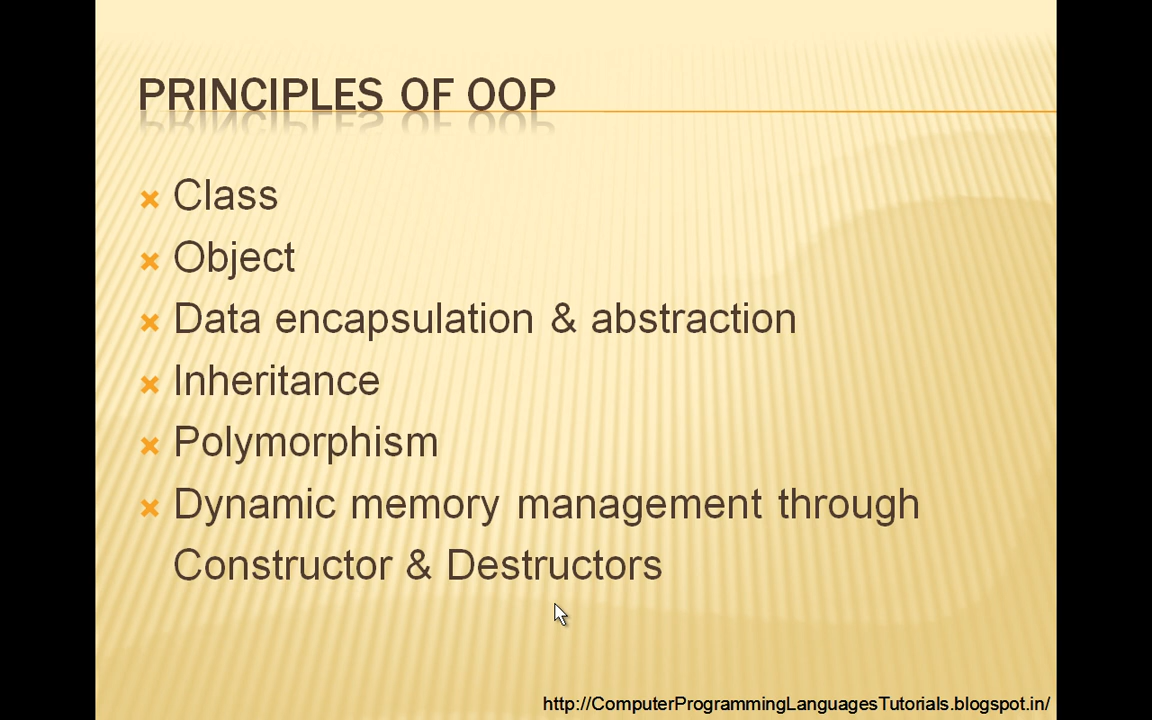 PRINCIPLES OF OOP
Class
Object
Data encapsulation & abstraction
Inheritance
Polymorphism
Dynamic memory management through
Constructor & Destructors
http://ComputerProgrammingLanguagesTutorials.blogspot.in/